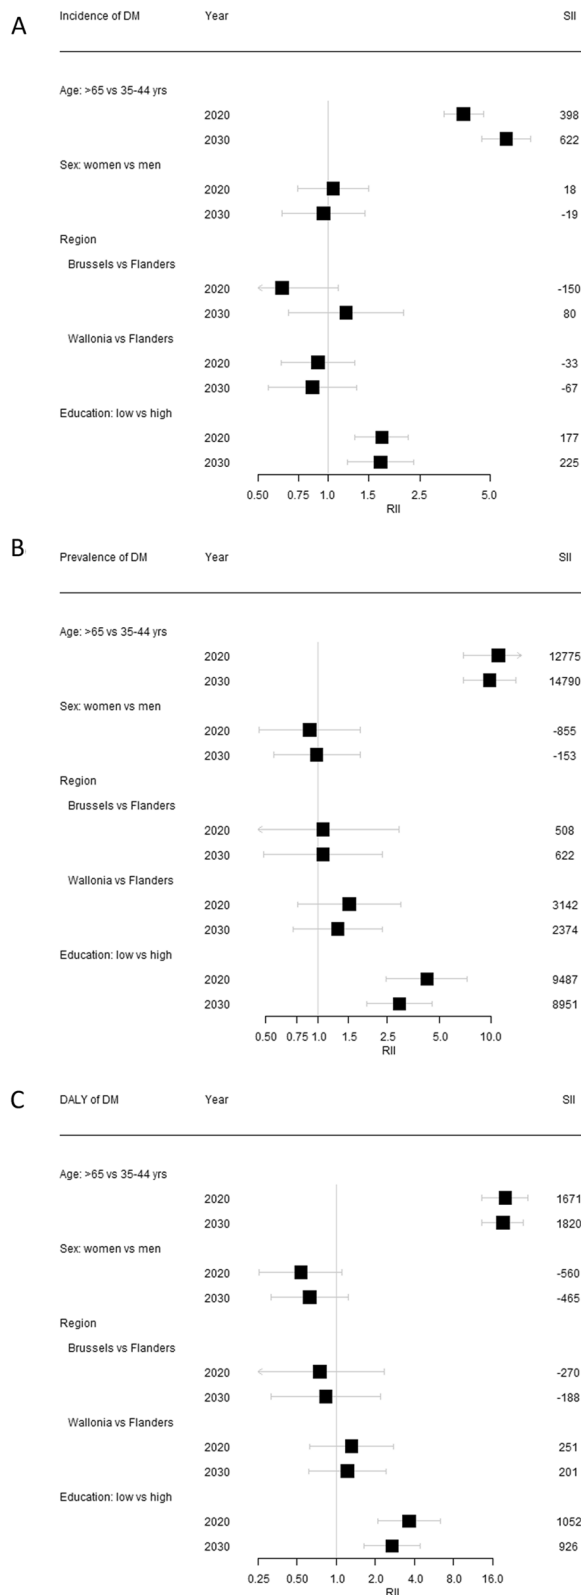 A
Incidence of DM Year SII
Age: >65 vs 35-44 yrs
2020 398
2030 622
Sex: women vs men
2020 18
2030 -19
Region
Brussels vs Flanders
2020 -150
2030 80
Wallonia vs Flanders
2020 -33
2030 -67
Education: low vs high
2020 177
2030 225
0.50 0.75 1.0 1.5 2.5 5.0
RII
B
Prevalence of DM Year SII
Age: >65 vs 35-44 yrs
2020 12775
2030 14790
Sex: women vs men
2020 -855
2030 -153
Region
Brussels vs Flanders
2020 508
2030 622
Wallonia vs Flanders
2020 3142
2030 2374
Education: low vs high
2020 9487
2030 8951
0.50 0.75 1.0 1.5 2.5 5.0 10.0
RII
C
DALY of DM Year SII
Age: >65 vs 35-44 yrs
2020 1671
2030 1820
Sex: women vs men
2020 -560
2030 -465
Region
Brussels vs Flanders
2020 -270
2030 -188
Wallonia vs Flanders
2020 251
2030 201
Education: low vs high
2020 1052
2030 926
0.25 0.50 1.0 2.0 4.0 8.0 16.0
RII